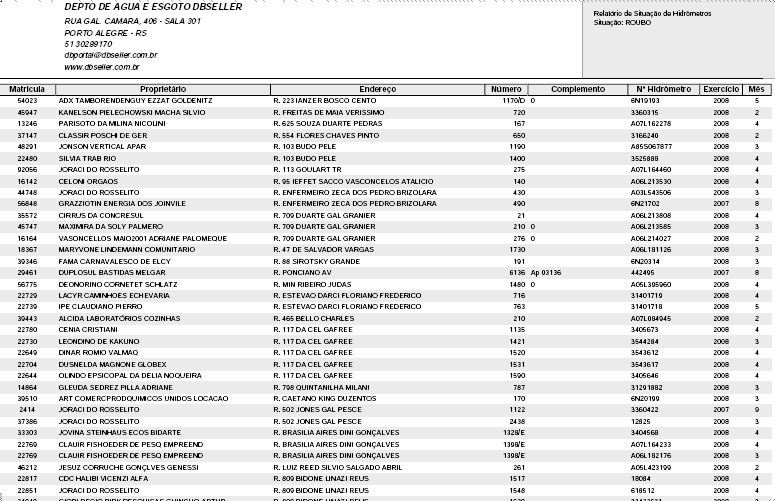 DEPTO DE AGUA E ESGOTO DBSELLER
RUA GAL. CAMARA, 406 - SALA 301
PORTO ALEGRE - RS
5130289170
dbportal@dbseller.com.br
www.dbseller.com.br
Relatório de Situação de Hidrômetros
Situação: ROUBO
Matrícula Proprietário Endereço Número Complemento Nº Hidrômetro Exercício Mês
54023 ADX TAMBORENDENGUY EZZAT GOLDENITZ R. 223 IANZER BOSCO CENTO 1170/D 0 6N19193 2008 5
45947 KANELSON PIELECHOWSKI MACHA SILVIO R. FREITAS DE MAIA VERISSIMO 720 3360315 2008 2
13246 PARISOTO DA MILINA NICOLINI R. 625 SOUZA DUARTE PEDRAS 167 A07L162278 2008 4
37147 CLASSIR POSCHI DE GER R. 554 FLORES CHAVES PINTO 650 3166240 2008 2
48291 JONSON VERTICAL APAR R. 103 BUDO PELE 1190 A85S067877 2008 3
22480 SILVIA TRAB RIO R. 103 BUDO PELE 1400 3525868 2008 4
92056 JORACI DO ROSSELITO R. 113 GOULART TR 275 A07L164460 2008 4
16142 CELONI ORGAOS R. 95 IEFFET SACCO VASCONCELOS ATALICIO 140 A06L213530 2008 4
44748 JORACI DO ROSSELITO R. ENFERMEIRO ZECA DOS PEDRO BRIZOLARA 430 A03L543506 2008 3
56848 GRAZZIOTIN ENERGIA DOS JOINVILE R. ENFERMEIRO ZECA DOS PEDRO BRIZOLARA 490 6N21702 2007 8
35572 CIRRUS DA CONCRESUL R. 709 DUARTE GAL GRANIER 21 A06L213808 2008 4
45747 MAXIMIRA DA SOLY PALMERO R. 709 DUARTE GAL GRANIER 210 0 A06L213585 2008 3
16164 VASONCELLOS MAIO2001 ADRIANE PALOMEQUE R. 709 DUARTE GAL GRANIER 276 0 A06L214027 2008 2
18367 MARYVONE LINDEMANN COMUNITARIO R. 47 DE SALVADOR VARGAS 1730 A06L181126 2008 3
39346 FAMA CARNAVALESCO DE ELCY R. 88 SIROTSKY GRANDE 191 6N20314 2008 3
29461 DUPLOSUL BASTIDAS MELGAR R. PONCIANO AV 6136 Ap 03136 442495 2007 8
56775 DEONORINO CORNETET SCHLATZ R. MIN RIBEIRO JUDAS 1480 0 A05L395960 2008 4
22729 LACYR CAMINHOES ECHEVARIA R. ESTEVAO DARCI FLORIANO FREDERICO 716 31401719 2008 4
22739 IPE CLAUDIANO PIERRO R. ESTEVAO DARCI FLORIANO FREDERICO 763 31401718 2008 5
39443 ALCIDA LABORATÓRIOS COZINHAS R. 465 BELLO CHARLES 210 A07L084945 2008 2
22780 CENIA CRISTIANI R. 117 DA CEL GAFREE 1135 3405673 2008 4
22730 LEONDINO DE KAKUNO R. 117 DA CEL GAFREE 1421 3544284 2008 3
22649 DINAR ROMIO VALMAQ R. 117 DA CEL GAFREE 1520 3543612 2008 4
22704 DUSNELDA MAGNONE GLOBEX R. 117 DA CEL GAFREE 1531 3543617 2008 4
22644 OLINDO EPSICOPAL DA DELIA NOQUEIRA R. 117 DA CEL GAFREE 1590 3405646 2008 3
14864 GLEUDA SEDREZ PILLA ADRIANE R. 798 QUINTANILHA MILANI 787 31291882 2008 3
39510 ART COMERCPRODQUIMICOS UNIDOS LOCACAO R. CAETANO KING DUZENTOS 170 6N20199 2008 3
2414 JORACI DO ROSSELITO R. 502 JONES GAL PESCE 1122 3360422 2007 9
37386 JORACI DO ROSSELITO R. 502 JONES GAL PESCE 2438 12825 2008 3
33303 JOVINA STEINHAUS ECOS BIDARTE R. BRASILIA AIRES DINI GONÇALVES 1328/E 3404568 2008 4
22769 CLAUIR FISHOEDER DE PESQ EMPREEND R. BRASILIA AIRES DINI GONÇALVES 1398/E A07L164233 2008 4
22769 CLAUIR FISHOEDER DE PESQ EMPREEND R. BRASILIA AIRES DINI GONÇALVES 1398/E A06L182176 2008 3
46212 JESUZ CORRUCHE GONÇLVES GENESSI R. LUIZ REED SILVIO SALGADO ABRIL 261 A05L423199 2008 2
22817 CDC HALIBI VICENZI ALFA R. 809 BIDONE LINAZI REUS 1517 18084 2008 4
22851 JORACI DO ROSSELITO R. 809 BIDONE LINAZI REUS 1548 618512 2008 4